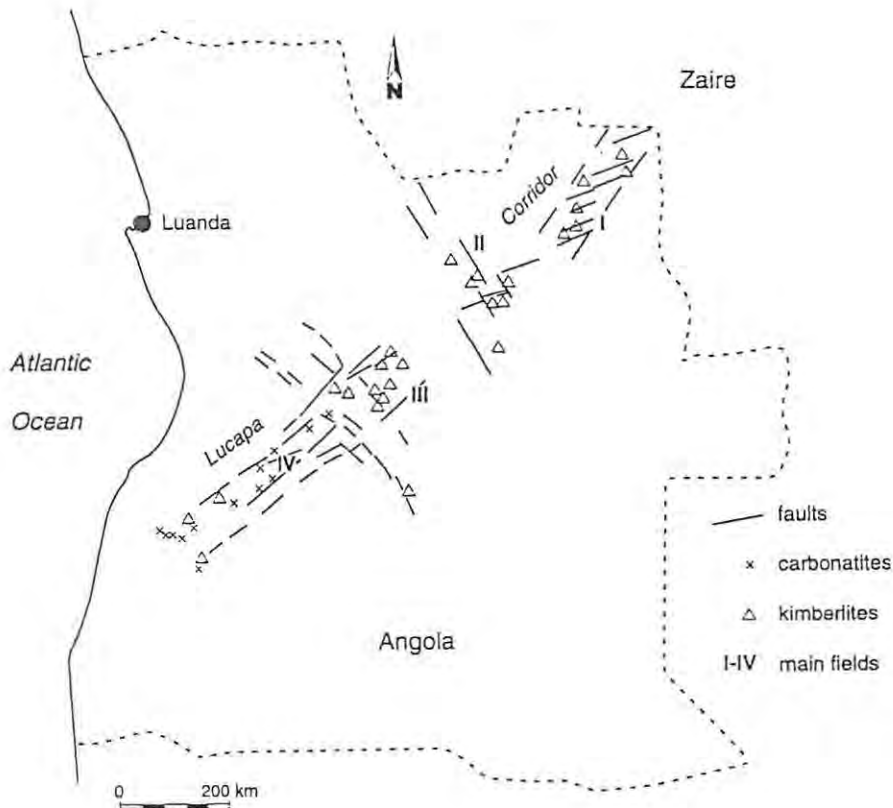 Zaire
N
Corridor
I
Luanda
II
Atlantic
Ocean
III
Lucapa
IV
faults
carbonatites
kimberlites
I-IV main fields
Angola
0 200 km